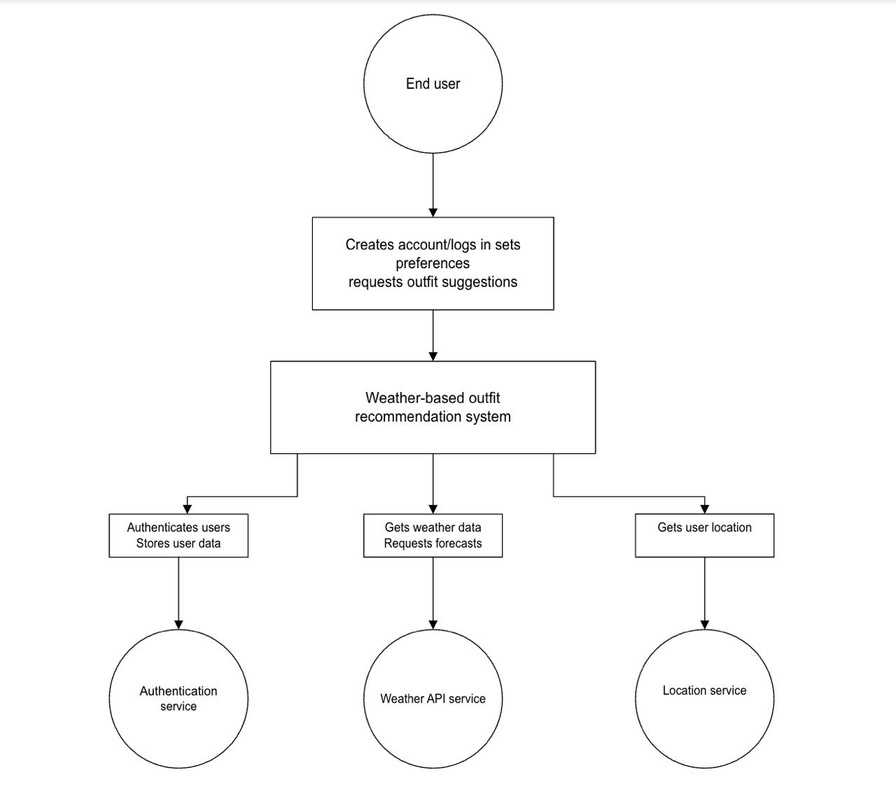 End user
Creates account/logs in sets
preferences
requests outfit suggestions
Weather-based outfit
recommendation system
Authenticates users
Stores user data
Gets weather data
Requests forecasts
Gets user location
Authentication
service
Weather API service
Location service